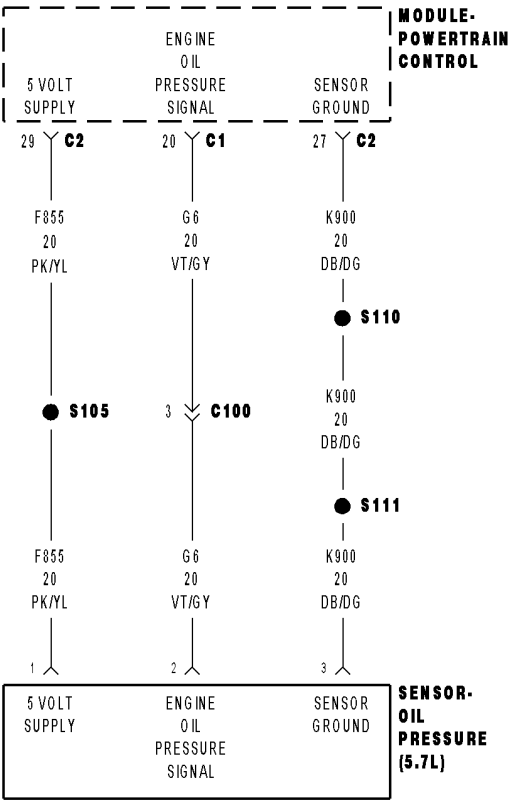 MODULE-
POWERTRAIN
CONTROL
5 VOLT
SUPPLY
ENGINE
OIL
PRESSURE
SIGNAL
SENSOR
GROUND
29 C2
20 C1
27 C2
F855
20
PK/YL
G6
20
VT/GY
K900
20
DB/DG
S110
S105
3 C100
K900
20
DB/DG
S111
F855
20
PK/YL
G6
20
VT/GY
K900
20
DB/DG
1
2
3
5 VOLT
SUPPLY
ENGINE
OIL
PRESSURE
SIGNAL
SENSOR
GROUND
SENSOR-
OIL
PRESSURE
(5.7L)